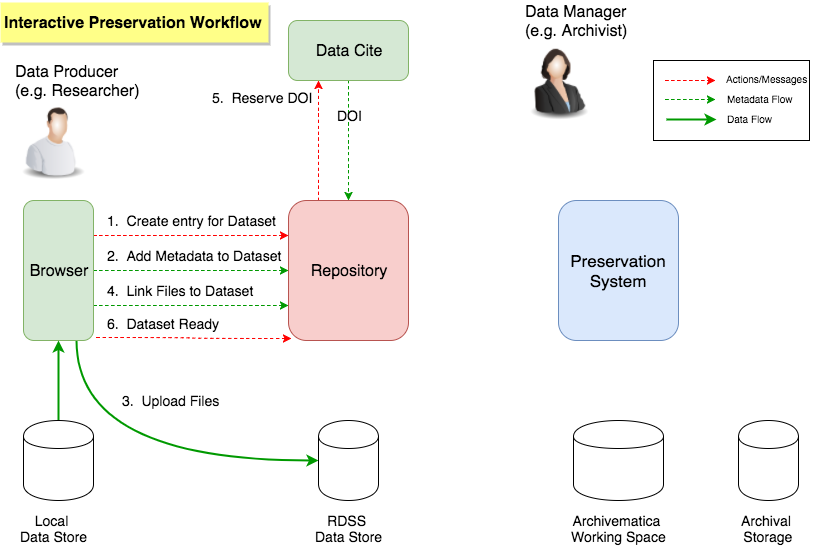 Interactive Preservation Workflow
Data Cite
Data Manager
(e.g. Archivist)
Data Producer
(e.g. Researcher)
Actions/Messages
Metadata Flow
Data Flow
5. Reserve DOI
DOI
1. Create entry for Dataset
2. Add Metadata to Dataset
4. Link Files to Dataset
6. Dataset Ready
Browser
Repository
Preservation
System
3. Upload Files
Local
Data Store
RDSS
Data Store
Archivematica
Working Space
Archival
Storage